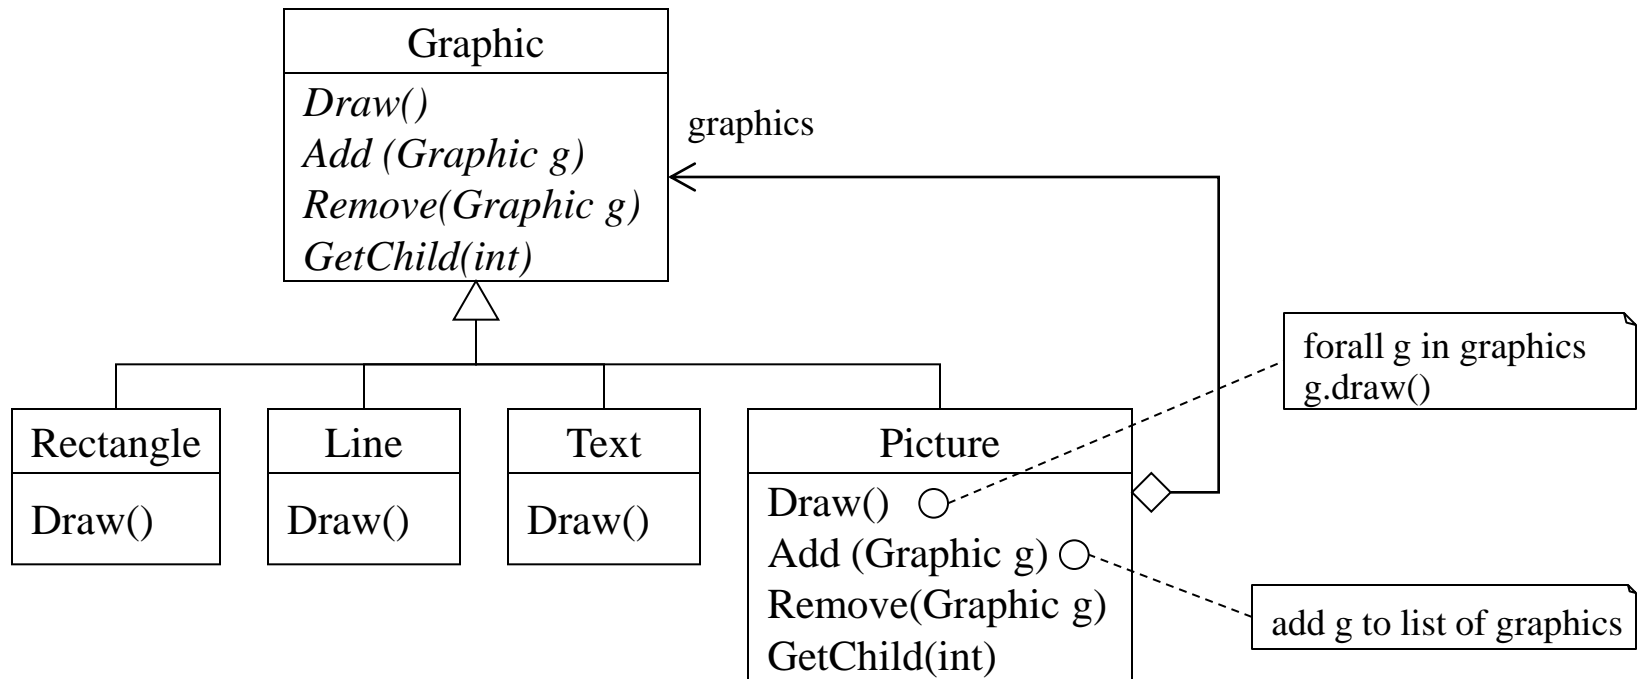 Graphic
Draw()
Add (Graphic g)
Remove(Graphic g)
GetChild(int)
graphics
forall g in graphics
g.draw()
Rectangle
Draw()
Line
Draw()
Text
Draw()
Picture
Draw()
Add (Graphic g)
Remove(Graphic g)
GetChild(int)
add g to list of graphics